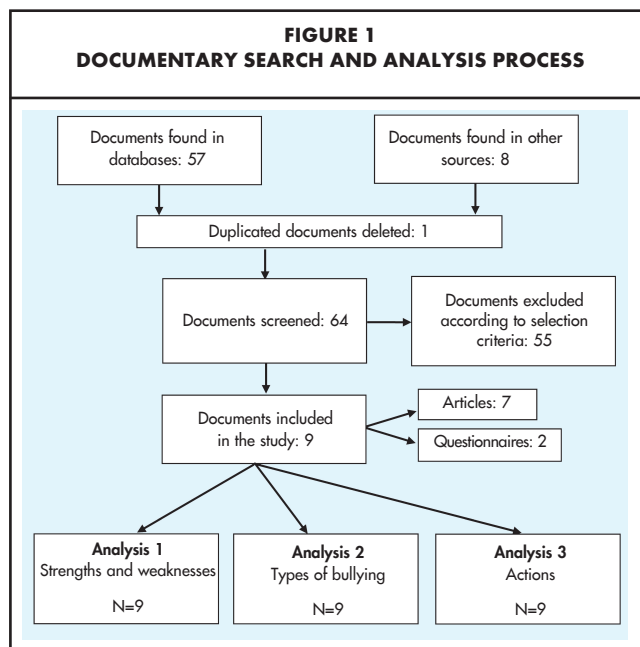 FIGURE 1
DOCUMENTARY SEARCH AND ANALYSIS PROCESS
Documents found in
databases: 57
Documents found in other
sources: 8
Duplicated documents deleted: 1
Documents screened: 64
Documents excluded
according to selection
criteria: 55
Documents included
in the study: 9
Articles: 7
Questionnaires: 2
Analysis 1
Strengths and weaknesses
N=9
Analysis 2
Types of bullying
N=9
Analysis 3
Actions
N=9